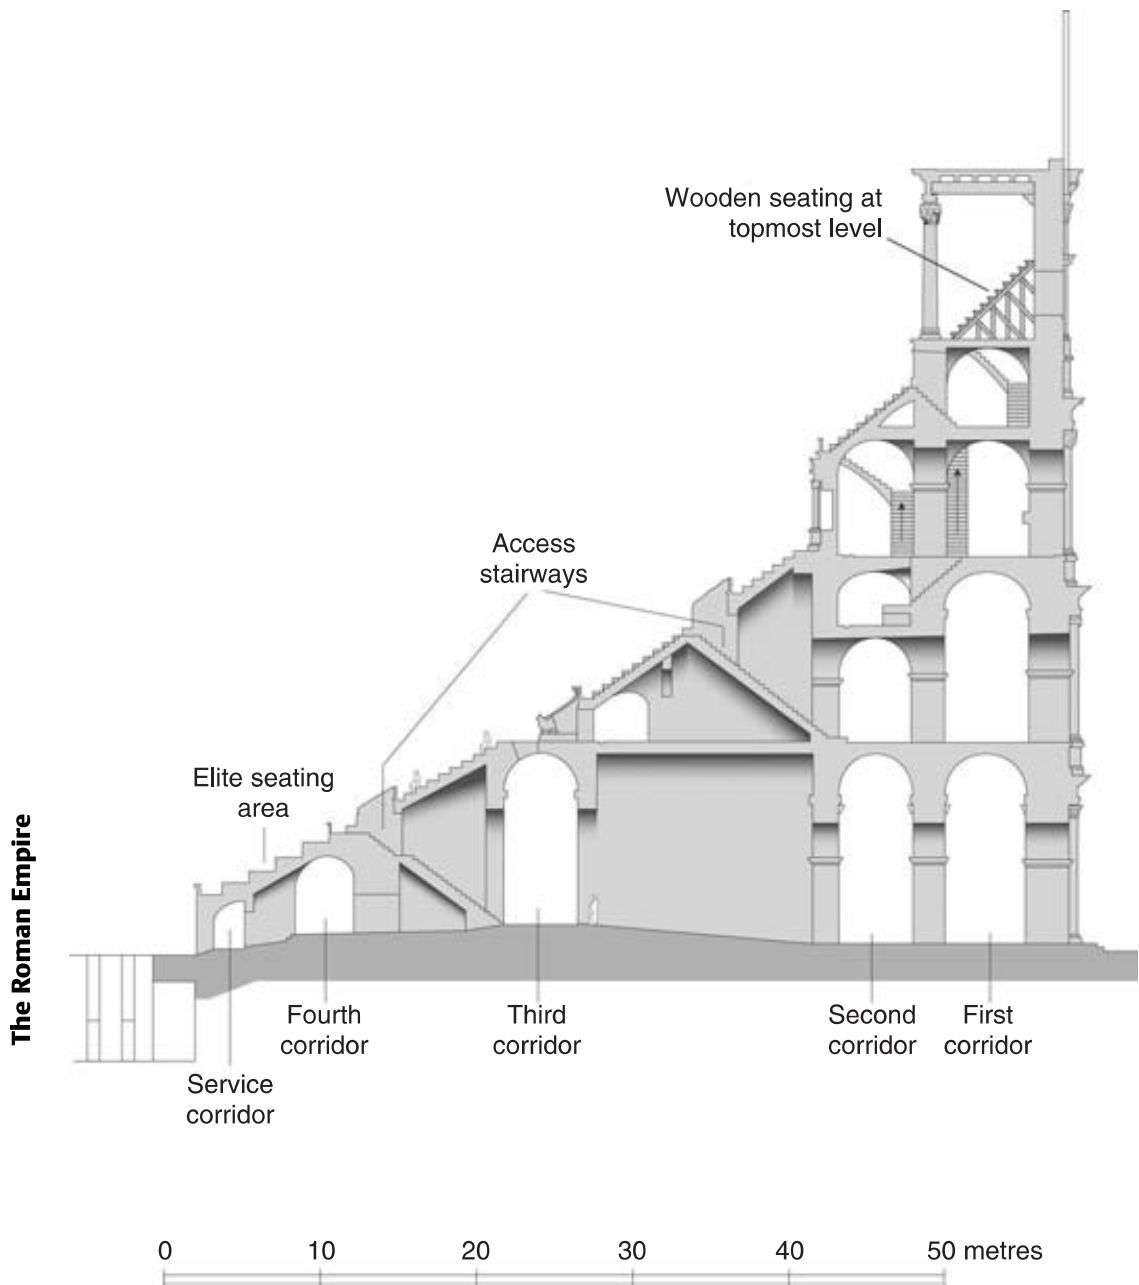 Wooden seating at
topmost level
Access
stairways
Elite seating
area
The Roman Empire
Fourth
corridor
Third
corridor
Second
corridor
First
corridor
Service
corridor
0 10 20 30 40 50 metres